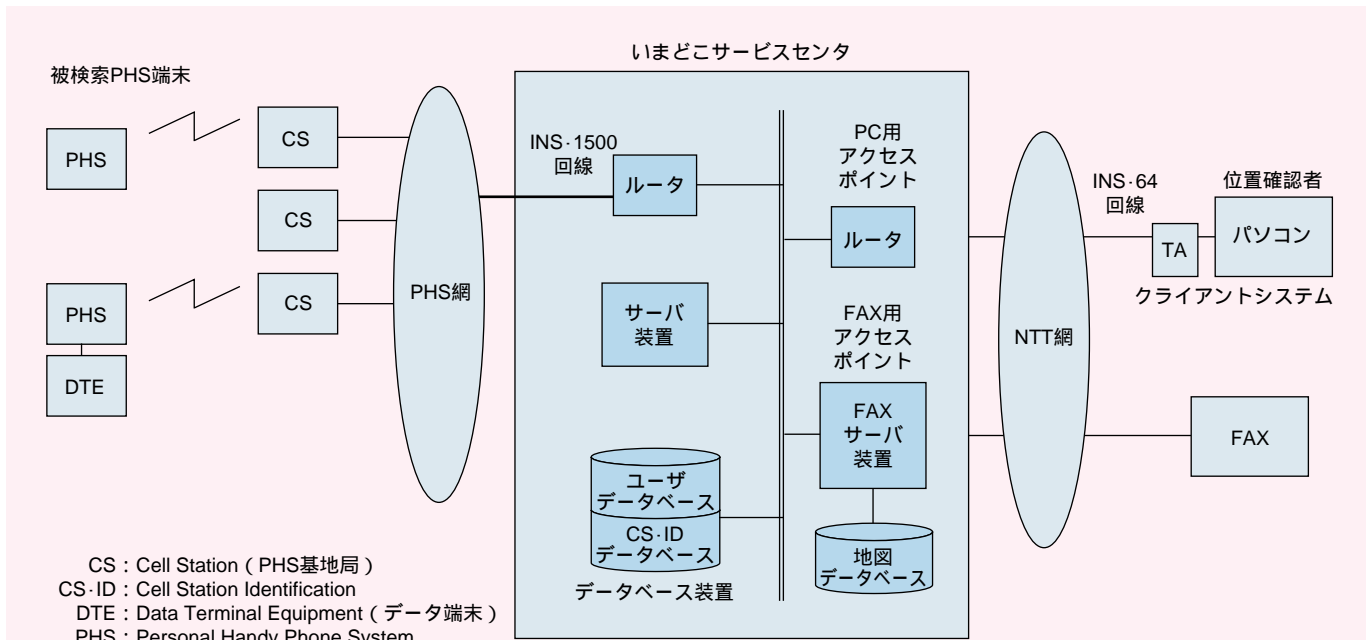 いまどこサービスセンタ
被検索PHS端末
PHS
CS
CS
PHS
CS
DTE
PHS網
INS·1500
回線
ルータ
サーバ
装置
ユーザ
データベース
CS·ID
データベース
データベース装置
PC用
アクセス
ポイント
ルータ
FAX用
アクセス
ポイント
FAX
サーバ
装置
地図
データベース
NTT網
INS·64
回線
TA
位置確認者
パソコン
クライアントシステム
FAX
CS：Cell Station（PHS基地局）
CS·ID：Cell Station Identification
DTE：Data Terminal Equipment（データ端末）
PHS：Personal Handy Phone System